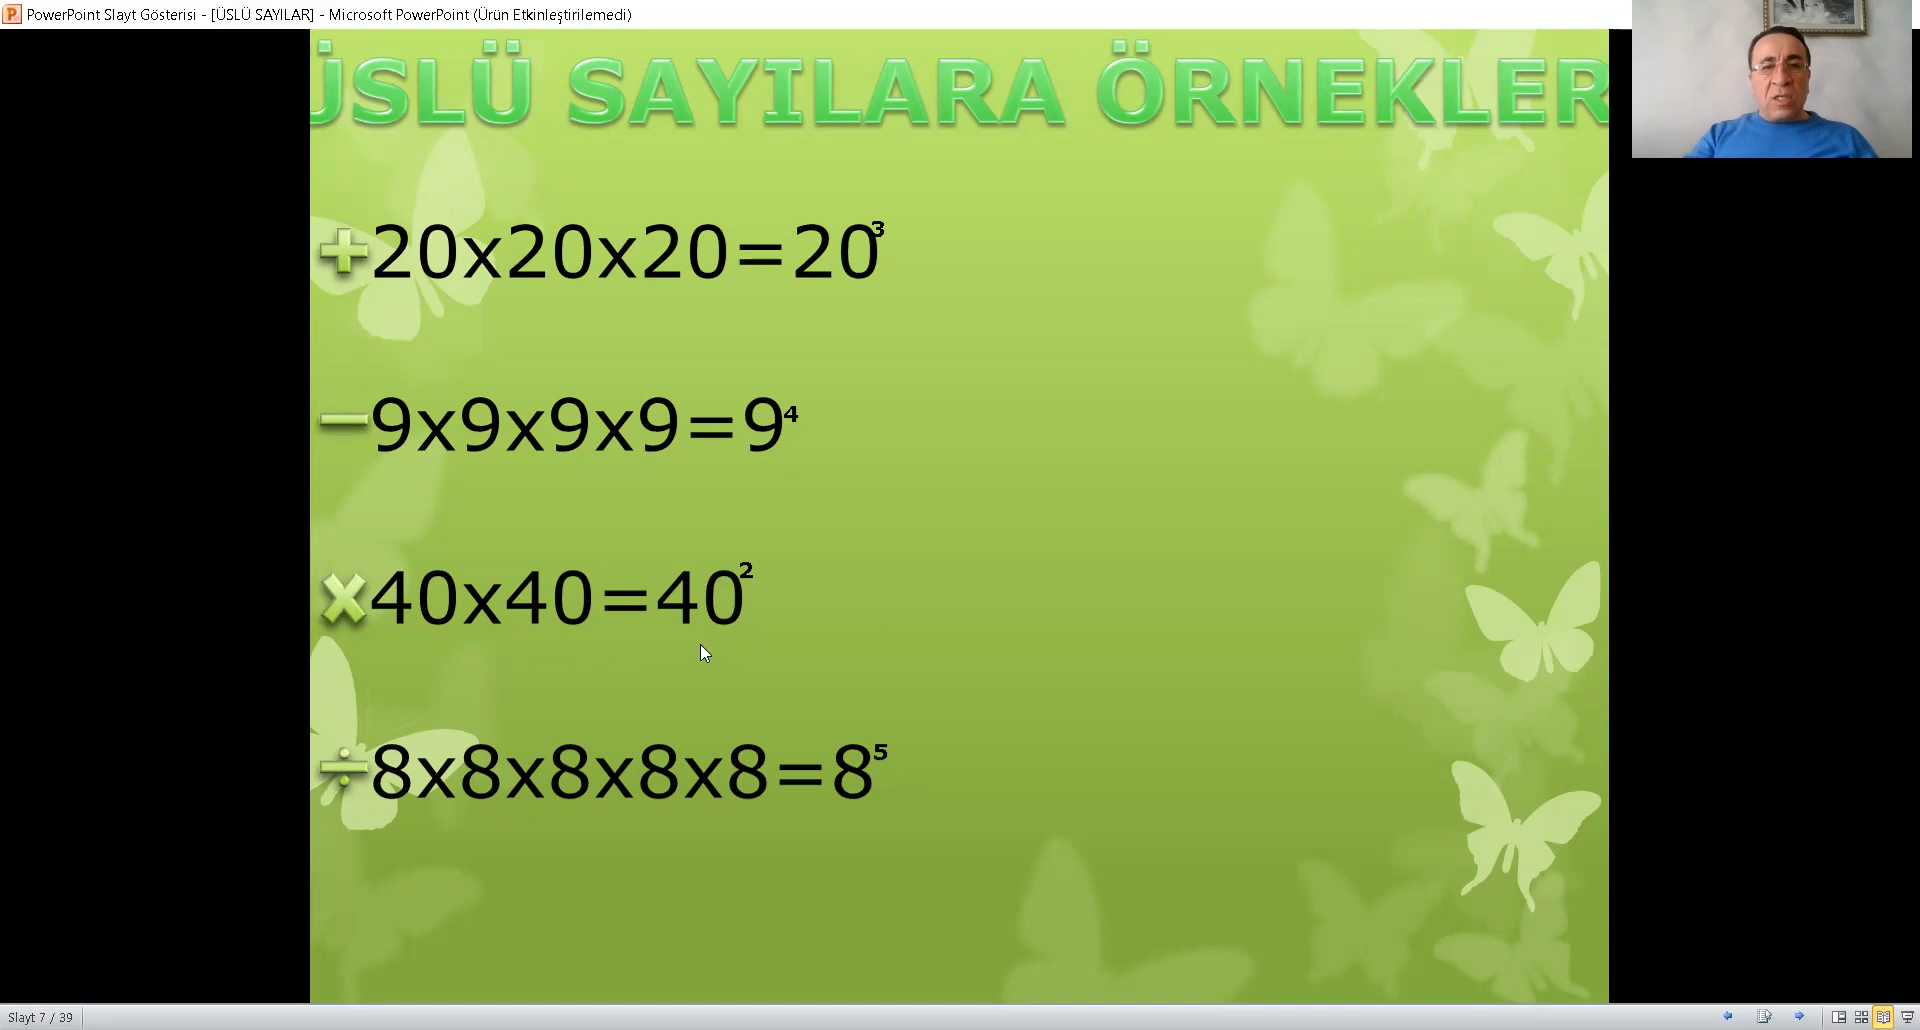 PowerPoint Slayt Gösterisi - [ÜSLÜ SAYILAR] - Microsoft PowerPoint (Ürün Etkinleştirilemedi)
ÜSLÜ SAYILARA ÖRNEKLER
20x20x20=20³
9x9x9x9=9⁴
40x40=40²
8x8x8x8x8=8⁵
Slayt 7 / 39